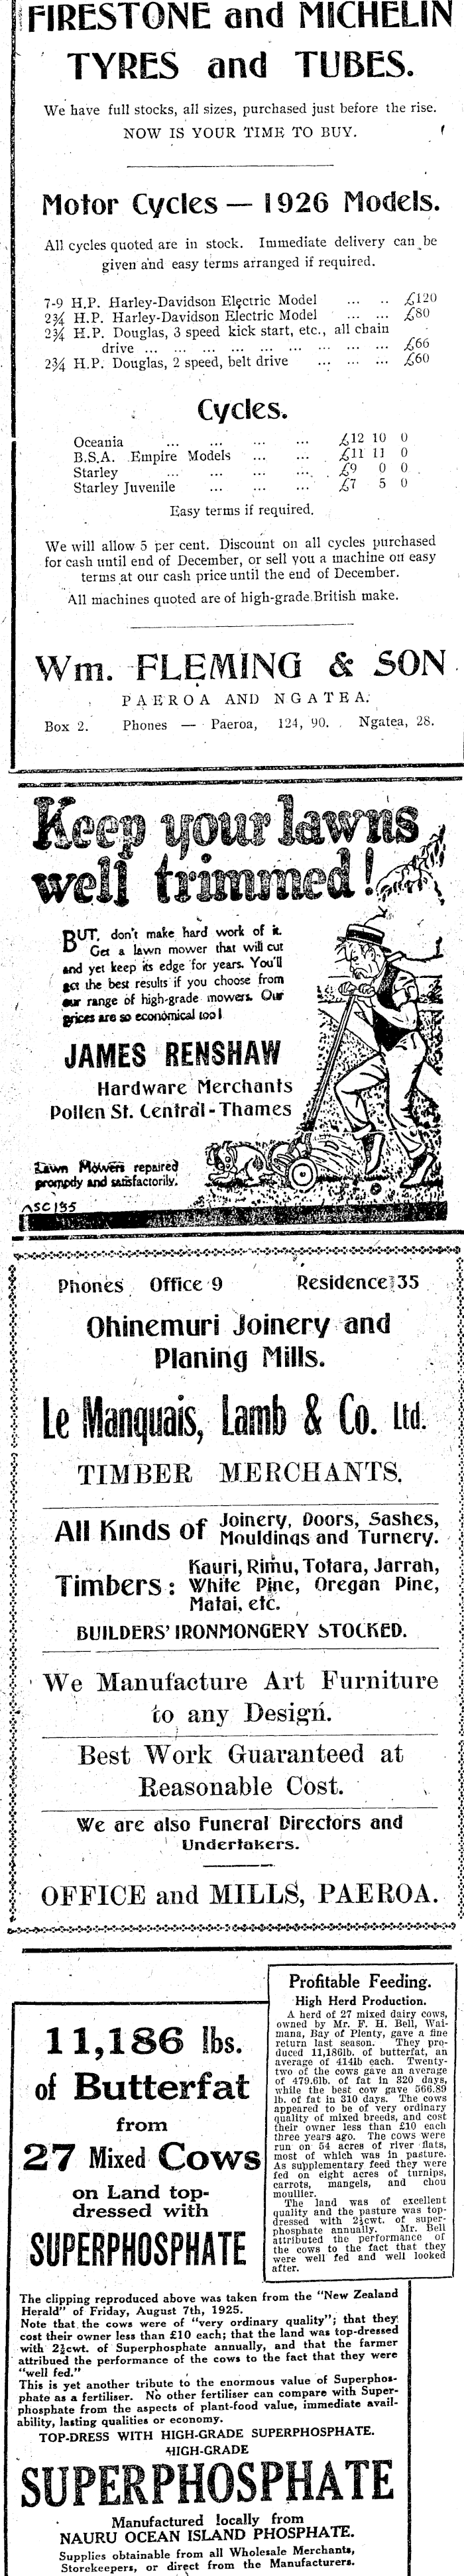 FIRESTONE and MICHELIN
TYRES and TUBES.
We have full stocks, all sizes, purchased just before the rise.
NOW IS YOUR TIME TO BUY.
Motor Cycles — 1926 Models.
All cycles quoted are in stock. Immediate delivery can be
given and easy terms arranged if required.
7-9 H.P. Harley-Davidson Electric Model ... .. £120
2¾ H.P. Harley-Davidson Electric Model ... ... £80
2¾ H.P. Douglas, 3 speed kick start, etc., all chain
drive ... ... ... ... ... ... ... ... ... £66
2¾ H.P. Douglas, 2 speed, belt drive ... ... ... £60
Cycles.
Oceania ... ... ... ... £12 10 0
B.S.A. Empire Models ... ... ... £11 11 0
Starley ... ... ... ... £9 0 0
Starley Juvenile ... ... ... £7 5 0
Easy terms if required.
We will allow 5 per cent. Discount on all cycles purchased
for cash until end of December, or sell you a machine on easy
terms at our cash price until the end of December.
All machines quoted are of high-grade British make.
Wm. FLEMING & SON
PAEROA AND NGATEA.
Box 2. Phones — Paeroa, 124, 90. Ngatea, 28.
Keep your lawns
well trimmed!
BUT, don't make hard work of it.
Get a lawn mower that will cut
and yet keep its edge for years. You'll
get the best results if you choose from
our range of high-grade mowers. Our
prices are so economical too!
JAMES RENSHAW
Hardware Merchants
Pollen St. Central - Thames
Lawn Mowers repaired
promptly and satisfactorily.
ASC 135
Phones Office 9 Residence 35
Ohinemuri Joinery and
Planing Mills.
Le Manquais, Lamb & Co. Ltd.
TIMBER MERCHANTS.
All Kinds of Joinery, Doors, Sashes,
Mouldings and Turnery.
Timbers: Kauri, Rimu, Totara, Jarrah,
White Pine, Oregan Pine,
Matai, etc.
BUILDERS' IRONMONGERY STOCKED.
We Manufacture Art Furniture
to any Design.
Best Work Guaranteed at
Reasonable Cost.
We are also Funeral Directors and
Undertakers.
OFFICE and MILLS, PAEROA.
11,186 lbs.
of Butterfat
from
27 Mixed Cows
on Land top-
dressed with
SUPERPHOSPHATE
Profitable Feeding.
High Herd Production.
A herd of 27 mixed dairy cows,
owned by Mr. F. H. Bell, Wai-
mana, Bay of Plenty, gave a fine
return last season. They pro-
duced 11,186lb. of butterfat, an
average of 414lb each. Twenty-
two of the cows gave an average
of 479.6lb. of fat in 320 days,
while the best cow gave 566.89
lb. of fat in 310 days. The cows
appeared to be of very ordinary
quality of mixed breeds, and cost
their owner less than £10 each
three years ago. The cows were
run on 54 acres of river flats,
most of which was in pasture.
As supplementary feed they were
fed on eight acres of turnips,
carrots, mangels, and chou
moullier.
The land was of excellent
quality and the pasture was top-
dressed with 2½cwt. of super-
phosphate annually. Mr. Bell
attributed the performance of
the cows to the fact that they
were well fed and well looked
after.
The clipping reproduced above was taken from the "New Zealand
Herald" of Friday, August 7th, 1925.
Note that the cows were of "very ordinary quality"; that they
cost their owner less than £10 each; that the land was top-dressed
with 2½cwt. of Superphosphate annually, and that the farmer
attribued the performance of the cows to the fact that they were
"well fed."
This is yet another tribute to the enormous value of Superphos-
phate as a fertiliser. No other fertiliser can compare with Super-
phosphate from the aspects of plant-food value, immediate avail-
ability, lasting qualities or economy.
TOP-DRESS WITH HIGH-GRADE SUPERPHOSPHATE.
HIGH-GRADE
SUPERPHOSPHATE
Manufactured locally from
NAURU OCEAN ISLAND PHOSPHATE.
Supplies obtainable from all Wholesale Merchants,
Storekeepers, or direct from the Manufacturers.